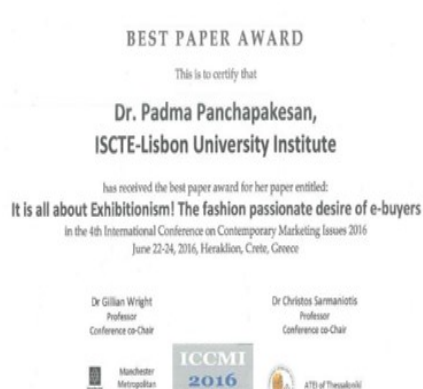 BEST PAPER AWARD
This is to certify that
Dr. Padma Panchapakesan,
ISCTE-Lisbon University Institute
has received the best paper award for her paper entitled:
It is all about Exhibitionism! The fashion passionate desire of e-buyers
in the 4th International Conference on Contemporary Marketing Issues 2016
June 22-24, 2016, Heraklion, Crete, Greece
Dr Gillian Wright
Professor
Conference co-Chair
Dr Christos Sarmaniotis
Professor
Conference co-Chair
Manchester
Metropolitan
ICCMI
2016
ATEI of Thessaloniki